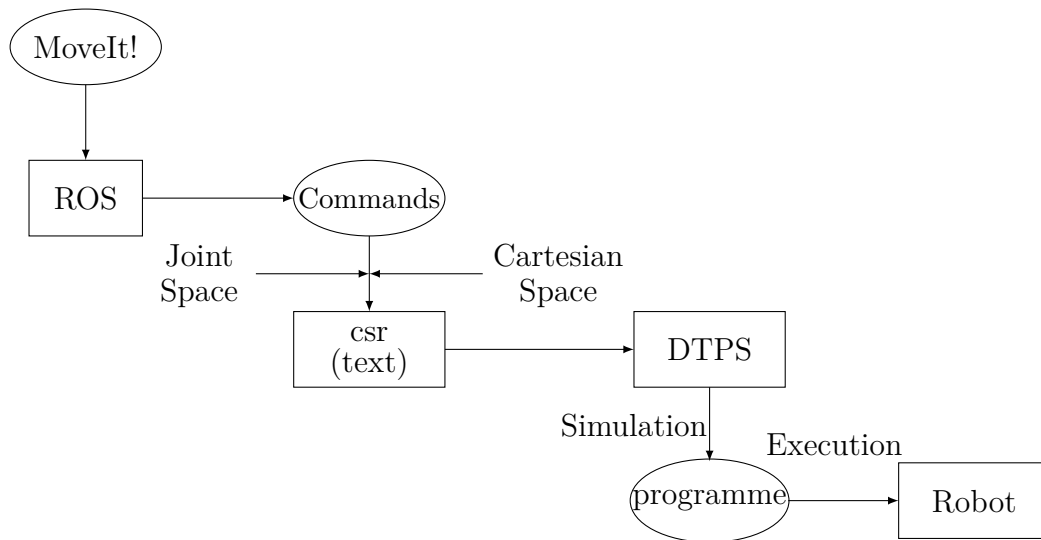 MoveIt!
ROS
Commands
Joint
Space
Cartesian
Space
csr
(text)
DTPS
Simulation
Execution
programme
Robot